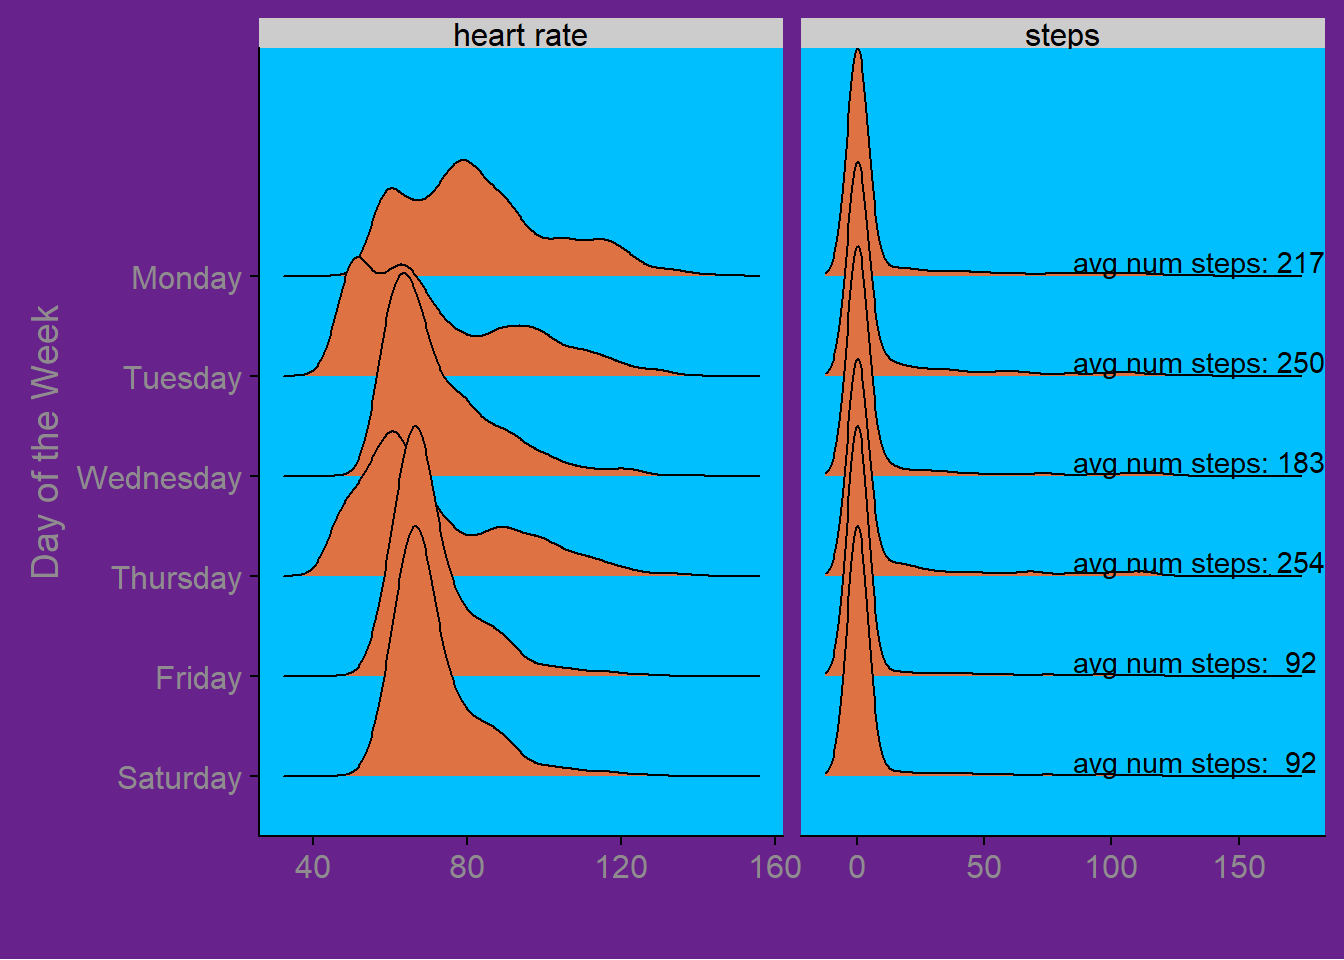 heart rate
steps
Day of the Week
Monday
Tuesday
Wednesday
Thursday
Friday
Saturday
avg num steps: 217
avg num steps: 250
avg num steps: 183
avg num steps: 254
avg num steps: 92
avg num steps: 92
40 80 120 160
0 50 100 150